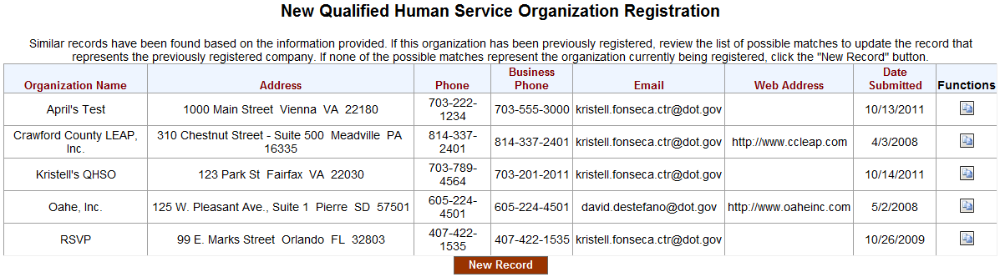 New Qualified Human Service Organization Registration
Similar records have been found based on the information provided. If this organization has been previously registered, review the list of possible matches to update the record that
represents the previously registered company. If none of the possible matches represent the organization currently being registered, click the "New Record" button.
Organization Name Address Phone Business Phone Email Web Address Date Submitted Functions
April's Test 1000 Main Street Vienna VA 22180 703-222-1234 703-555-3000 kristell.fonseca.ctr@dot.gov 10/13/2011
Crawford County LEAP, Inc. 310 Chestnut Street - Suite 500 Meadville PA 16335 814-337-2401 814-337-2401 kristell.fonseca.ctr@dot.gov http://www.ccleap.com 4/3/2008
Kristell's QHSO 123 Park St Fairfax VA 22030 703-789-4564 703-201-2011 kristell.fonseca.ctr@dot.gov 10/14/2011
Oahe, Inc. 125 W. Pleasant Ave., Suite 1 Pierre SD 57501 605-224-4501 605-224-4501 david.destefano@dot.gov http://www.oaheinc.com 5/2/2008
RSVP 99 E. Marks Street Orlando FL 32803 407-422-1535 407-422-1535 kristell.fonseca.ctr@dot.gov 10/26/2009
New Record